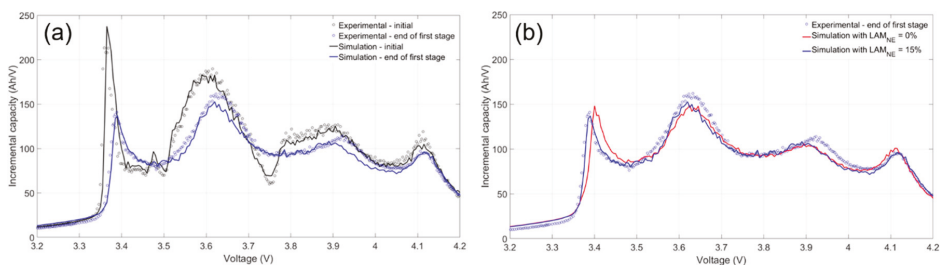 (a)
Experimental - initial
Experimental - end of first stage
Simulation - initial
Simulation - end of first stage
Incremental capacity (Ah/V)
250
200
150
100
50
0
3.2 3.3 3.4 3.5 3.6 3.7 3.8 3.9 4 4.1 4.2
Voltage (V)
(b)
Experimental - end of first stage
Simulation with LAM_NE = 0%
Simulation with LAM_NE = 15%
Incremental capacity (Ah/V)
250
200
150
100
50
0
3.2 3.3 3.4 3.5 3.6 3.7 3.8 3.9 4 4.1 4.2
Voltage (V)